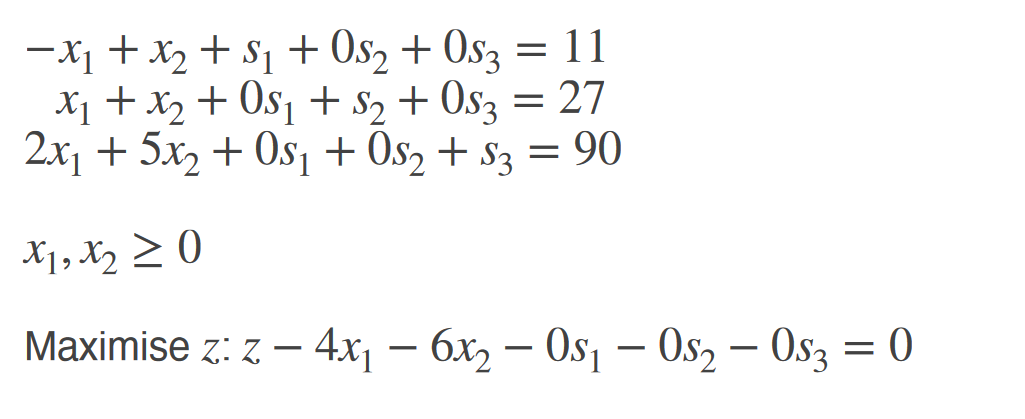 −x₁ + x₂ + s₁ + 0s₂ + 0s₃ = 11
x₁ + x₂ + 0s₁ + s₂ + 0s₃ = 27
2x₁ + 5x₂ + 0s₁ + 0s₂ + s₃ = 90
x₁, x₂ ≥ 0
Maximise z: z − 4x₁ − 6x₂ − 0s₁ − 0s₂ − 0s₃ = 0